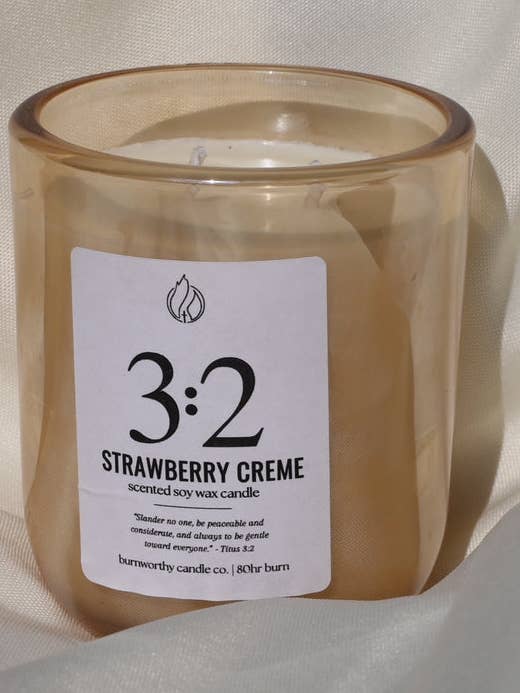 3:2
STRAWBERRY CREME
scented soy wax candle
"Slander no one, be peaceable and
considerate, and always to be gentle
toward everyone." - Titus 3:2
burnworthy candle co. | 80hr burn